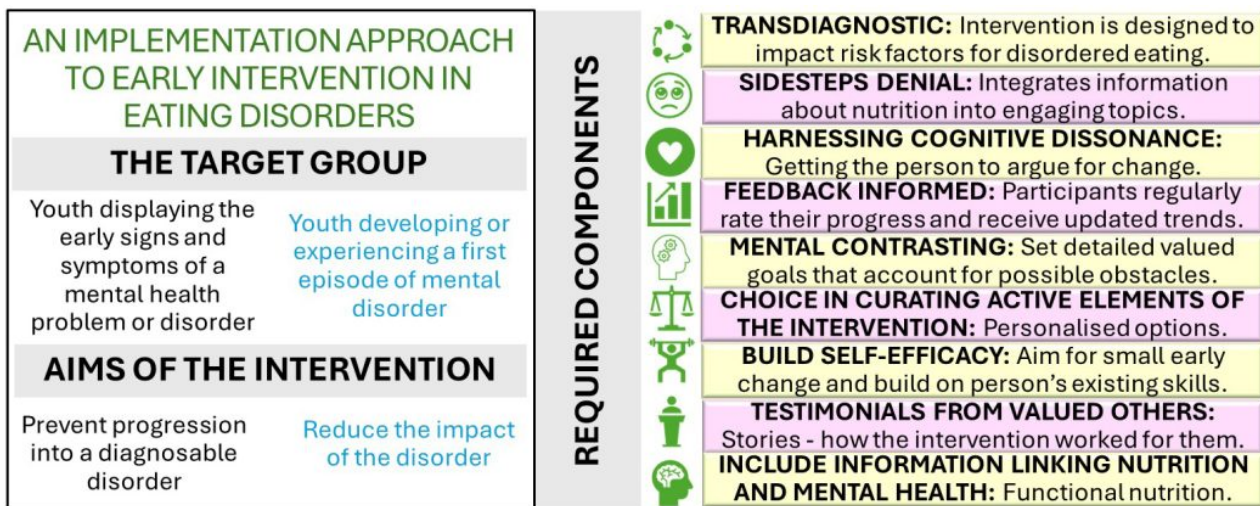 AN IMPLEMENTATION APPROACH
TO EARLY INTERVENTION IN
EATING DISORDERS
THE TARGET GROUP
Youth displaying the
early signs and
symptoms of a
mental health
problem or disorder
Youth developing or
experiencing a first
episode of mental
disorder
AIMS OF THE INTERVENTION
Prevent progression
into a diagnosable
disorder
Reduce the impact
of the disorder
REQUIRED COMPONENTS
TRANSDIAGNOSTIC: Intervention is designed to
impact risk factors for disordered eating.
SIDESTEPS DENIAL: Integrates information
about nutrition into engaging topics.
HARNESSING COGNITIVE DISSONANCE:
Getting the person to argue for change.
FEEDBACK INFORMED: Participants regularly
rate their progress and receive updated trends.
MENTAL CONTRASTING: Set detailed valued
goals that account for possible obstacles.
CHOICE IN CURATING ACTIVE ELEMENTS OF
THE INTERVENTION: Personalised options.
BUILD SELF-EFFICACY: Aim for small early
change and build on person's existing skills.
TESTIMONIALS FROM VALUED OTHERS:
Stories - how the intervention worked for them.
INCLUDE INFORMATION LINKING NUTRITION
AND MENTAL HEALTH: Functional nutrition.